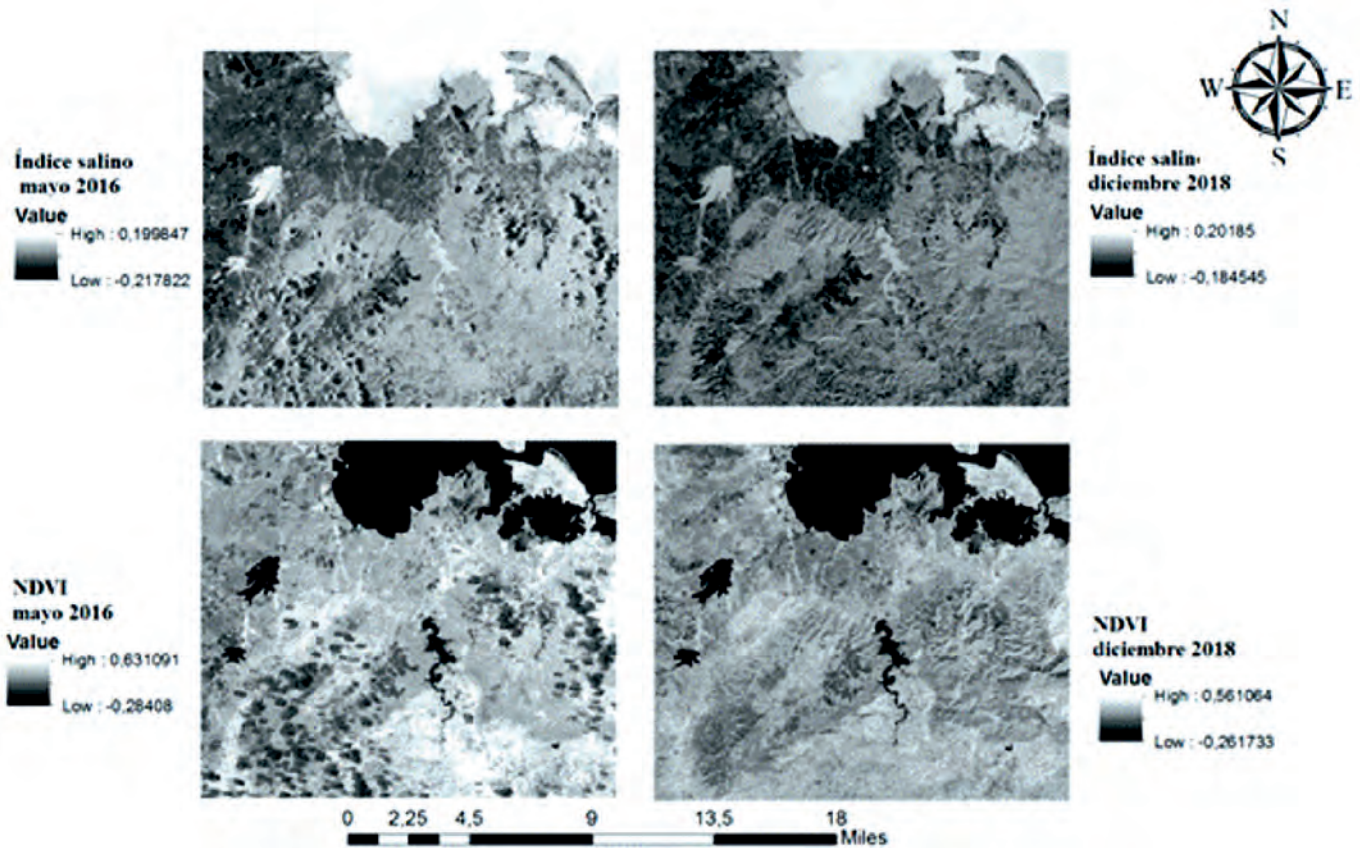 N
W E
S
Índice salino
mayo 2016
Value
High : 0,199847
Low : -0,217822
Índice salin
diciembre 2018
Value
High : 0,20185
Low : -0,184545
NDVI
mayo 2016
Value
High : 0,631091
Low : -0,28408
NDVI
diciembre 2018
Value
High : 0,561064
Low : -0,261733
0 2,25 4,5 9 13,5 18
Miles